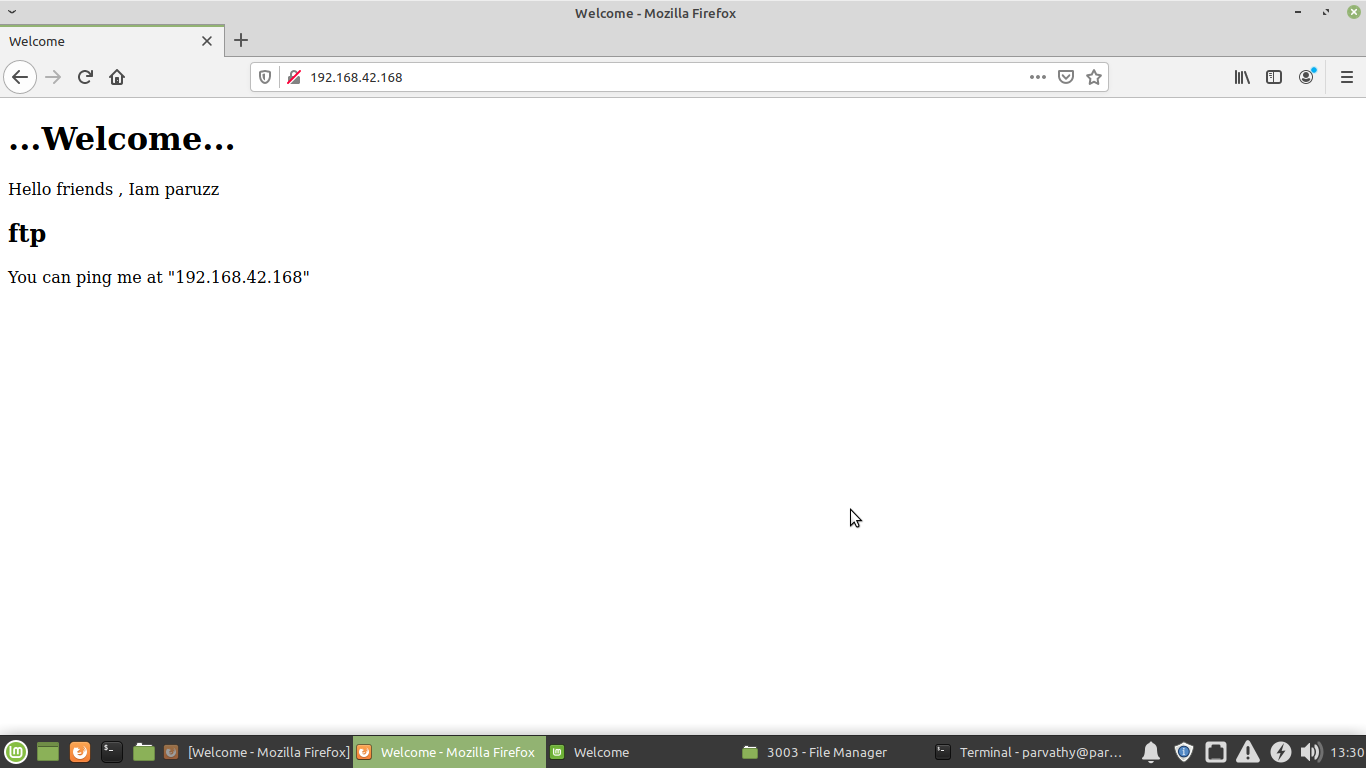 Welcome - Mozilla Firefox
Welcome
192.168.42.168
...Welcome...
Hello friends , Iam paruzz
ftp
You can ping me at "192.168.42.168"
[Welcome - Mozilla Firefox] Welcome - Mozilla Firefox Welcome 3003 - File Manager Terminal - parvathy@par... 13:30